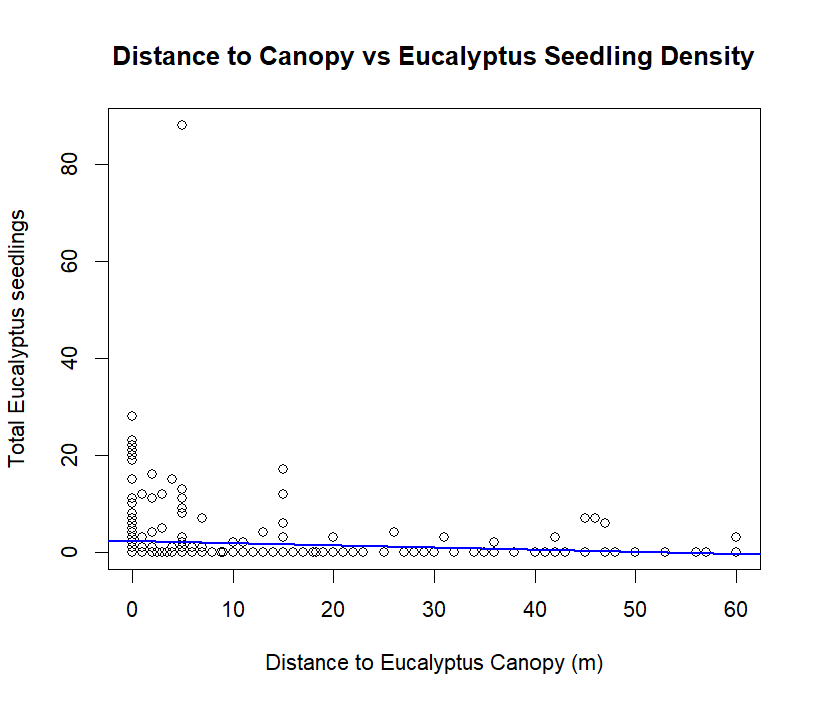 Distance to Canopy vs Eucalyptus Seedling Density
Total Eucalyptus seedlings
80
60
40
20
0
0 10 20 30 40 50 60
Distance to Eucalyptus Canopy (m)